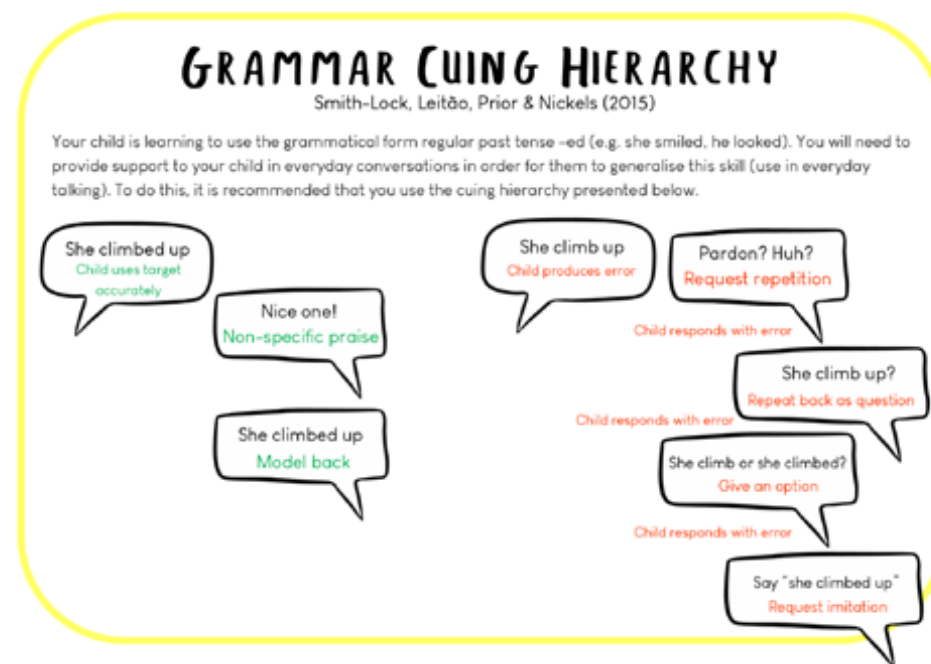 GRAMMAR CUING HIERARCHY
Smith-Lock, Leitão, Prior & Nickels (2015)
Your child is learning to use the grammatical form regular past tense -ed (e.g. she smiled, he looked). You will need to
provide support to your child in everyday conversations in order for them to generalise this skill (use in everyday
talking). To do this, it is recommended that you use the cuing hierarchy presented below.
She climbed up
Child uses target
accurately
Nice one!
Non-specific praise
She climbed up
Model back
She climb up
Child produces error
Pardon? Huh?
Request repetition
Child responds with error
She climb up?
Repeat back as question
Child responds with error
She climb or she climbed?
Give an option
Child responds with error
Say "she climbed up"
Request imitation